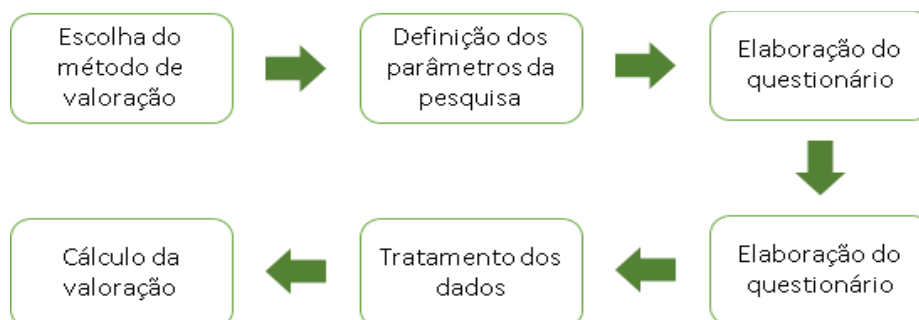 Escolha do
método de
valoração
Definição dos
parâmetros da
pesquisa
Elaboração do
questionário
Elaboração do
questionário
Tratamento dos
dados
Cálculo da
valoração